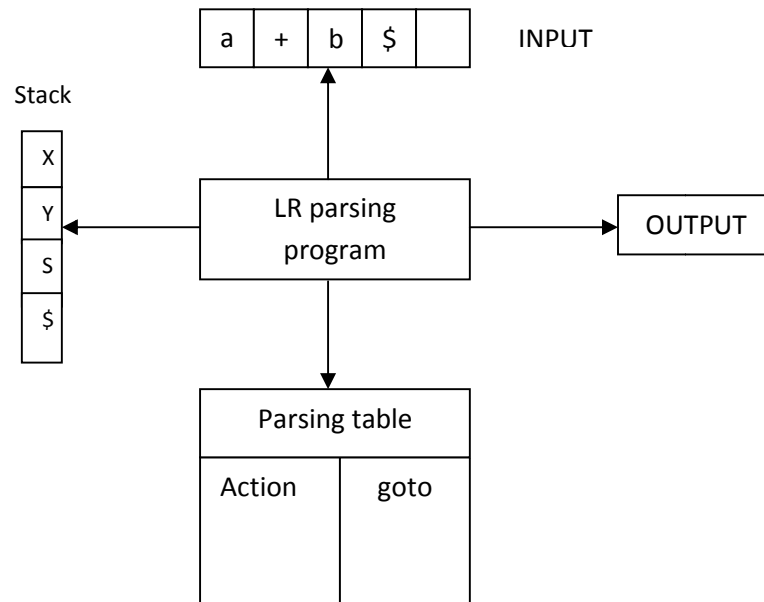 a + b $ INPUT
Stack
X
Y
S
$
LR parsing
program
OUTPUT
Parsing table
Action goto